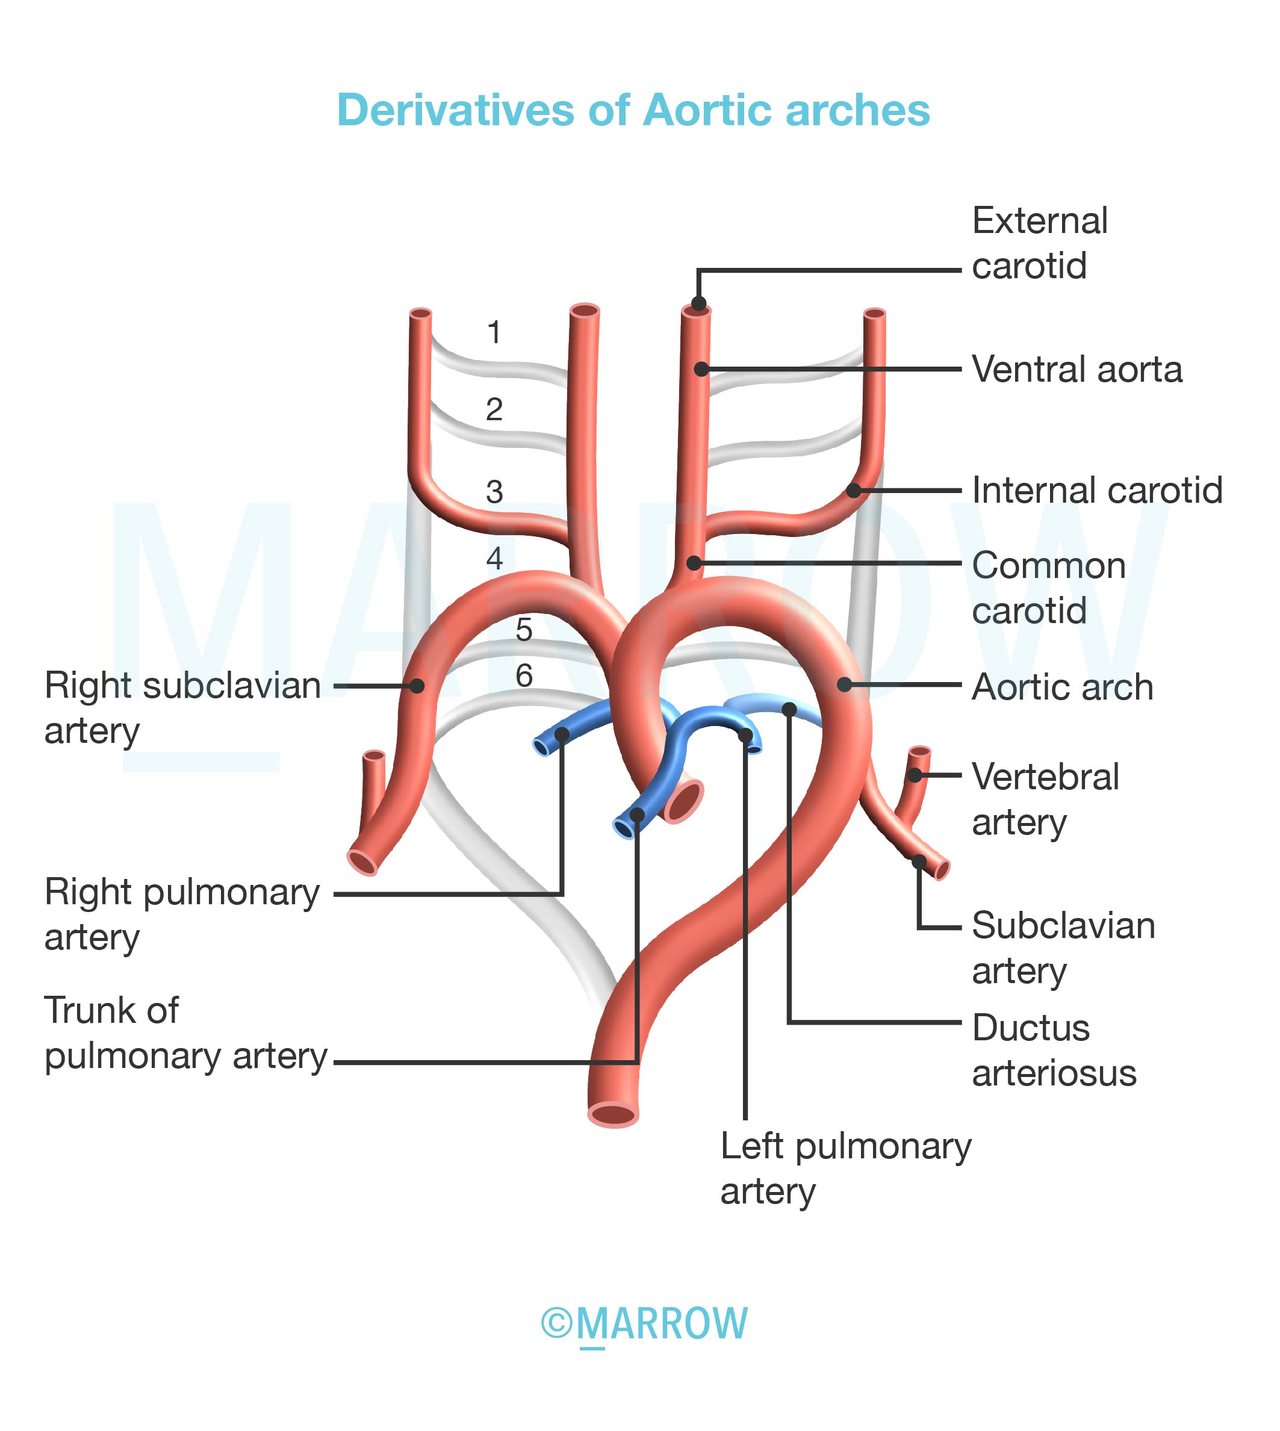 Derivatives of Aortic arches
External
carotid
1
Ventral aorta
2
3
Internal carotid
4
Common
carotid
5
6
Right subclavian
artery
Aortic arch
Vertebral
artery
Right pulmonary
artery
Subclavian
artery
Trunk of
pulmonary artery
Ductus
arteriosus
Left pulmonary
artery
MARROW
©MARROW